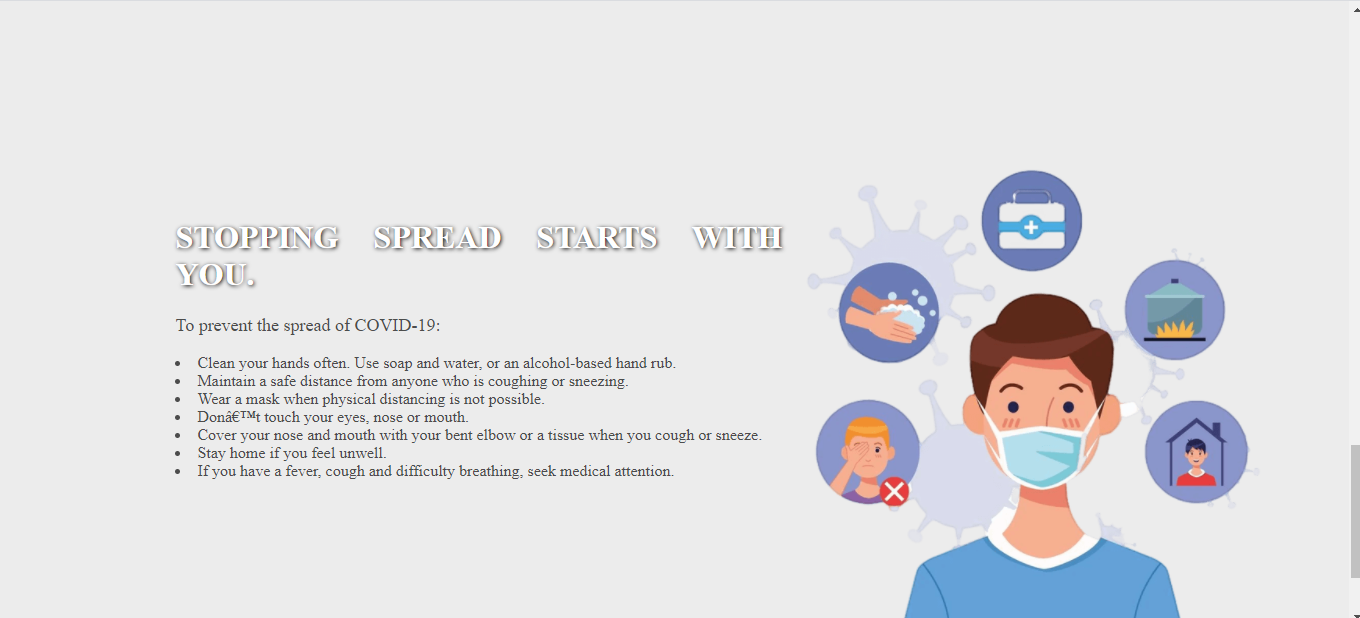 STOPPING SPREAD STARTS WITH
YOU.
To prevent the spread of COVID-19:
Clean your hands often. Use soap and water, or an alcohol-based hand rub.
Maintain a safe distance from anyone who is coughing or sneezing.
Wear a mask when physical distancing is not possible.
Donâ€™t touch your eyes, nose or mouth.
Cover your nose and mouth with your bent elbow or a tissue when you cough or sneeze.
Stay home if you feel unwell.
If you have a fever, cough and difficulty breathing, seek medical attention.